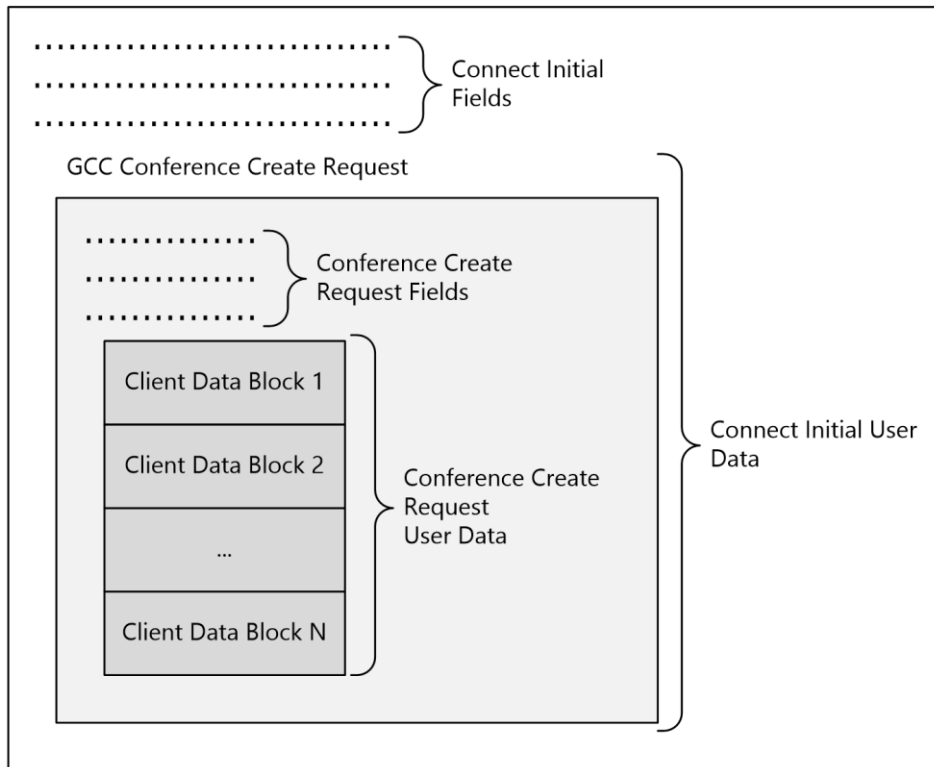 Connect Initial
Fields
GCC Conference Create Request
Conference Create
Request Fields
Client Data Block 1
Client Data Block 2
...
Client Data Block N
Conference Create
Request
User Data
Connect Initial User
Data